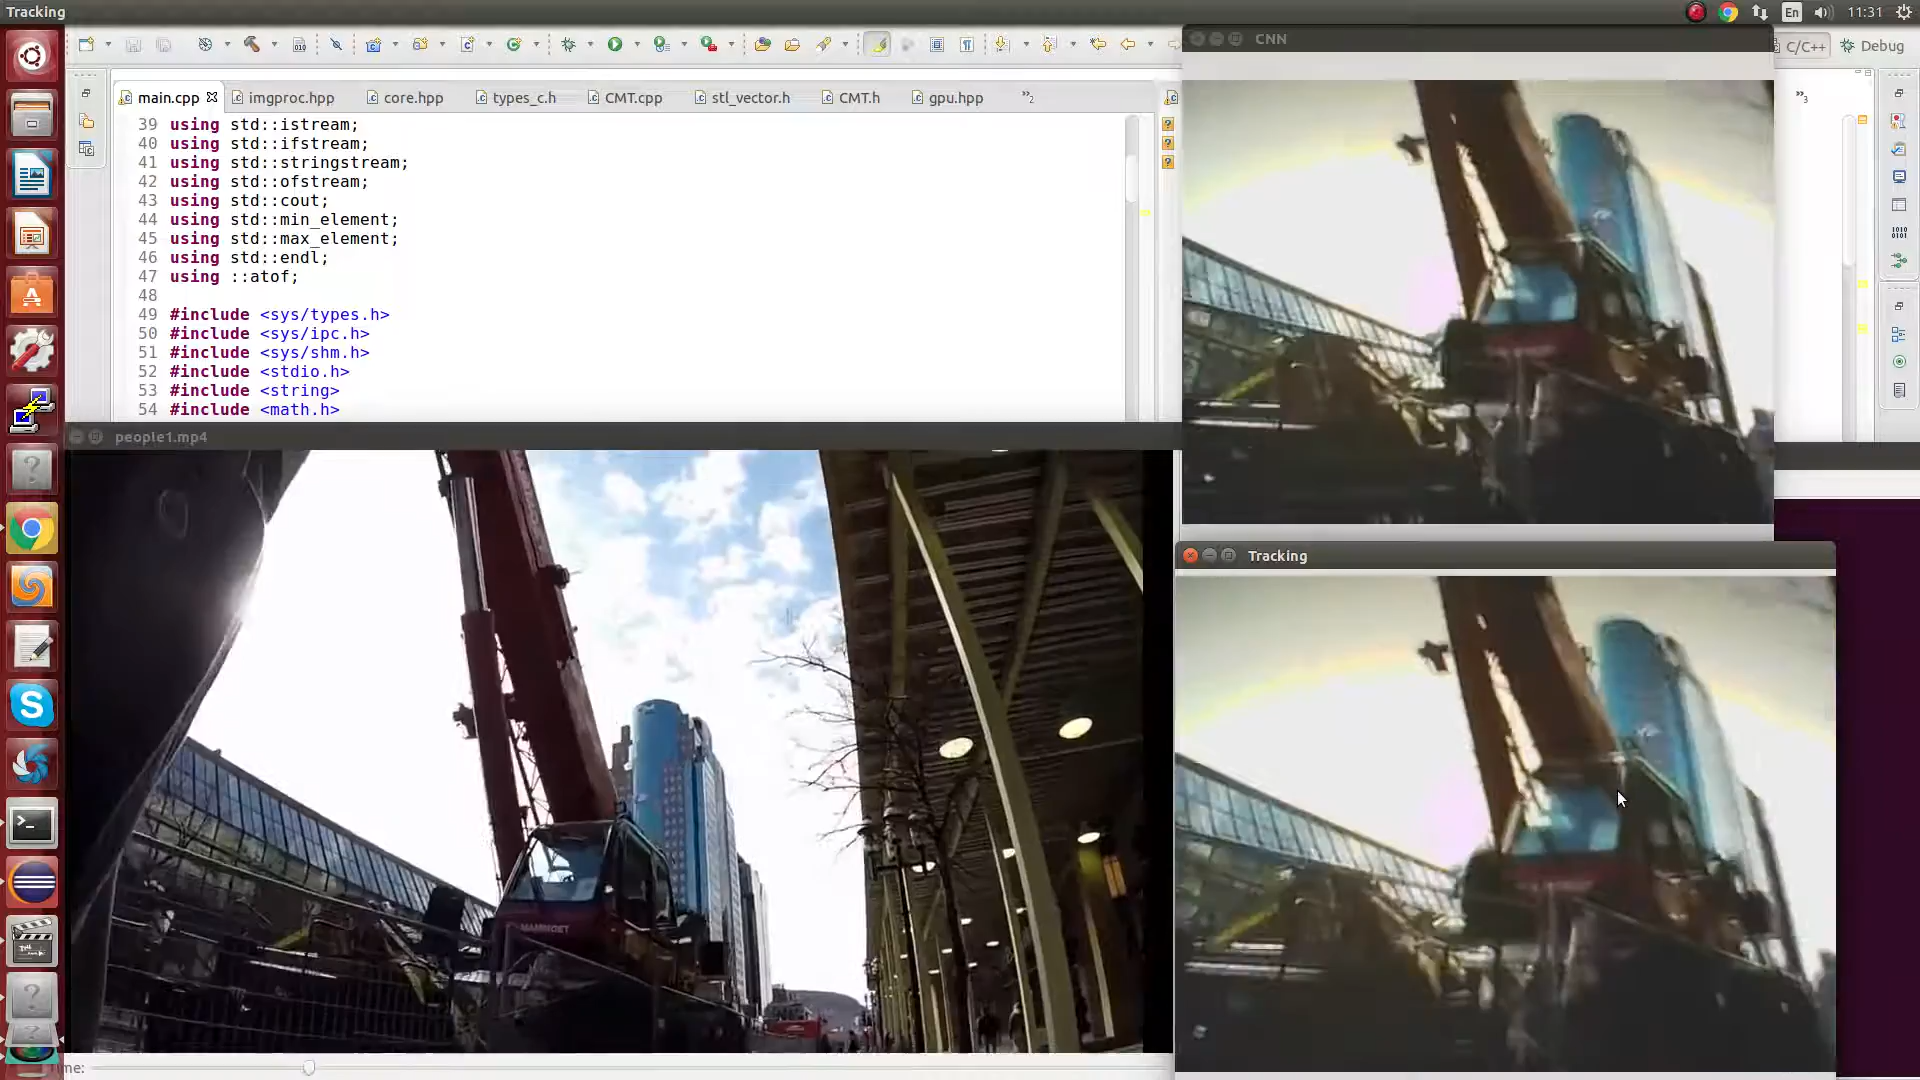 Tracking
En
11:31
CNN
C/C++
Debug
main.cpp
imgproc.hpp
core.hpp
types_c.h
CMT.cpp
stl_vector.h
CMT.h
gpu.hpp
»2
»3
39 using std::istream;
40 using std::ifstream;
41 using std::stringstream;
42 using std::ofstream;
43 using std::cout;
44 using std::min_element;
45 using std::max_element;
46 using std::endl;
47 using ::atof;
48
49 #include <sys/types.h>
50 #include <sys/ipc.h>
51 #include <sys/shm.h>
52 #include <stdio.h>
53 #include <string>
54 #include <math.h>
people1.mp4
Tracking
MAMMOET